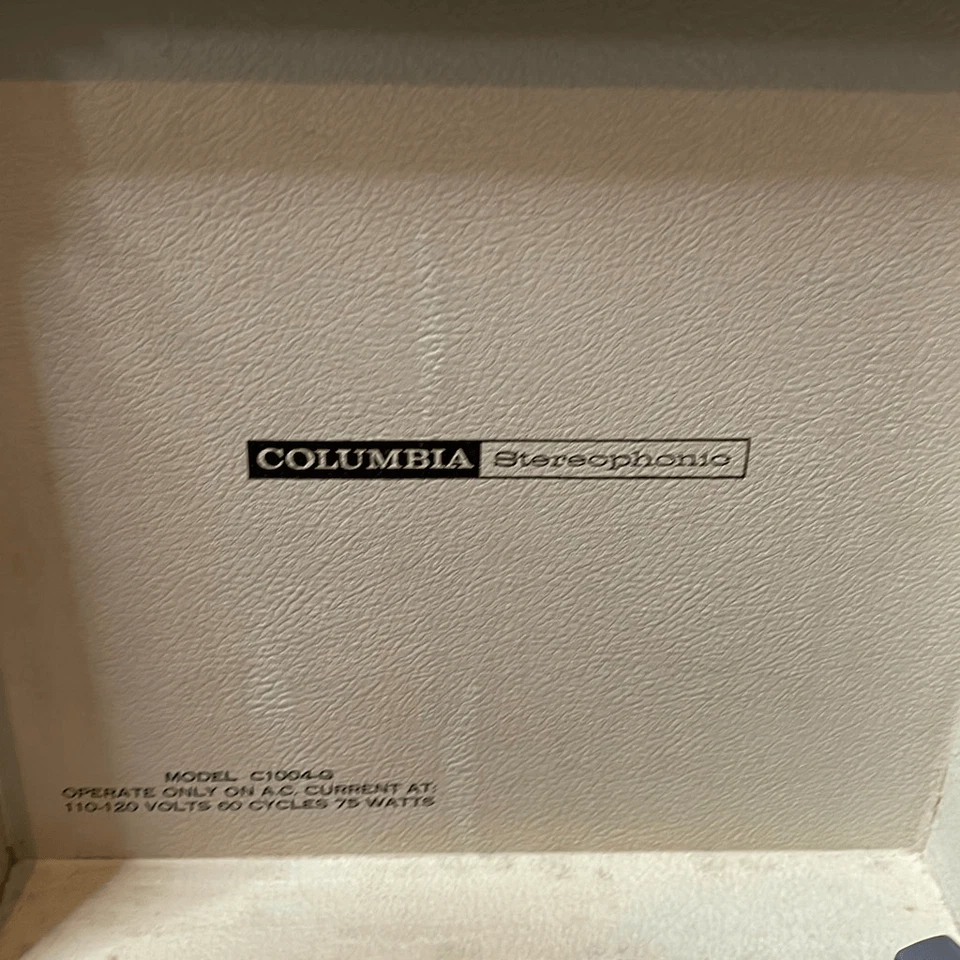 COLUMBIA Stereophonic
MODEL C1004-G
OPERATE ONLY ON A.C. CURRENT AT:
110-120 VOLTS 60 CYCLES 75 WATTS